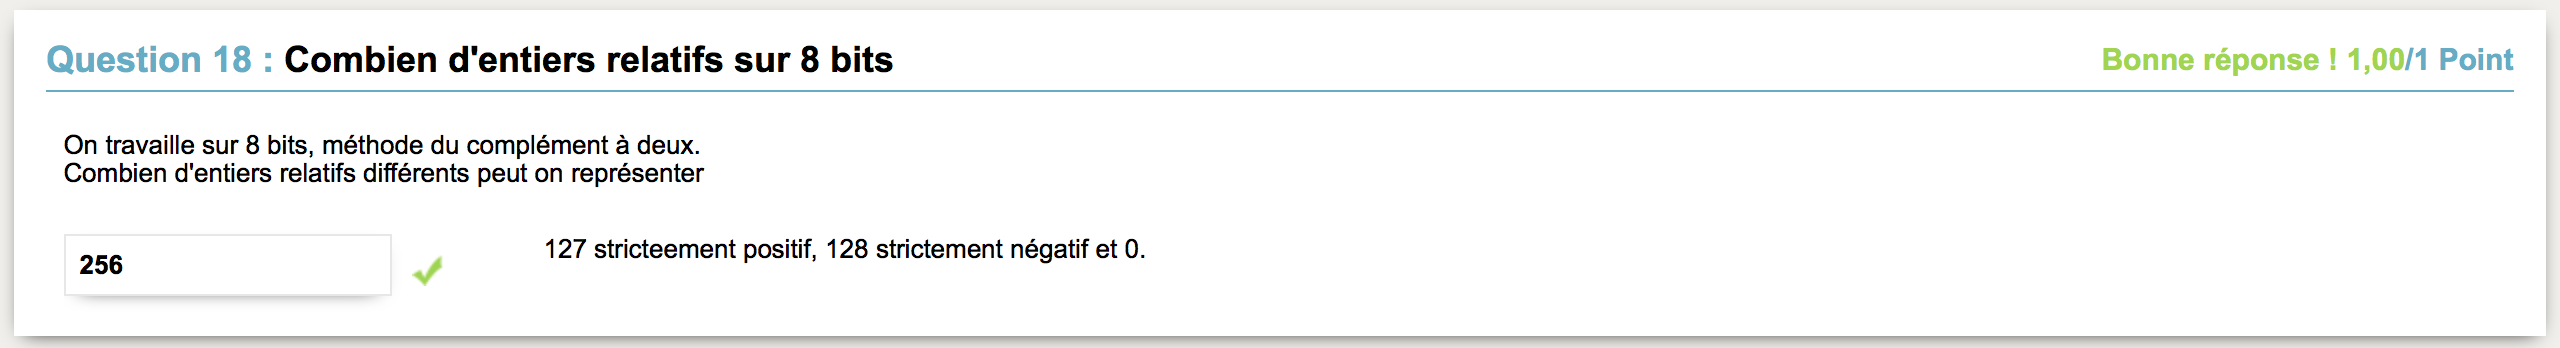 Question 18 : Combien d'entiers relatifs sur 8 bits
Bonne réponse ! 1,00/1 Point
On travaille sur 8 bits, méthode du complément à deux.
Combien d'entiers relatifs différents peut on représenter
256
127 stricteement positif, 128 strictement négatif et 0.